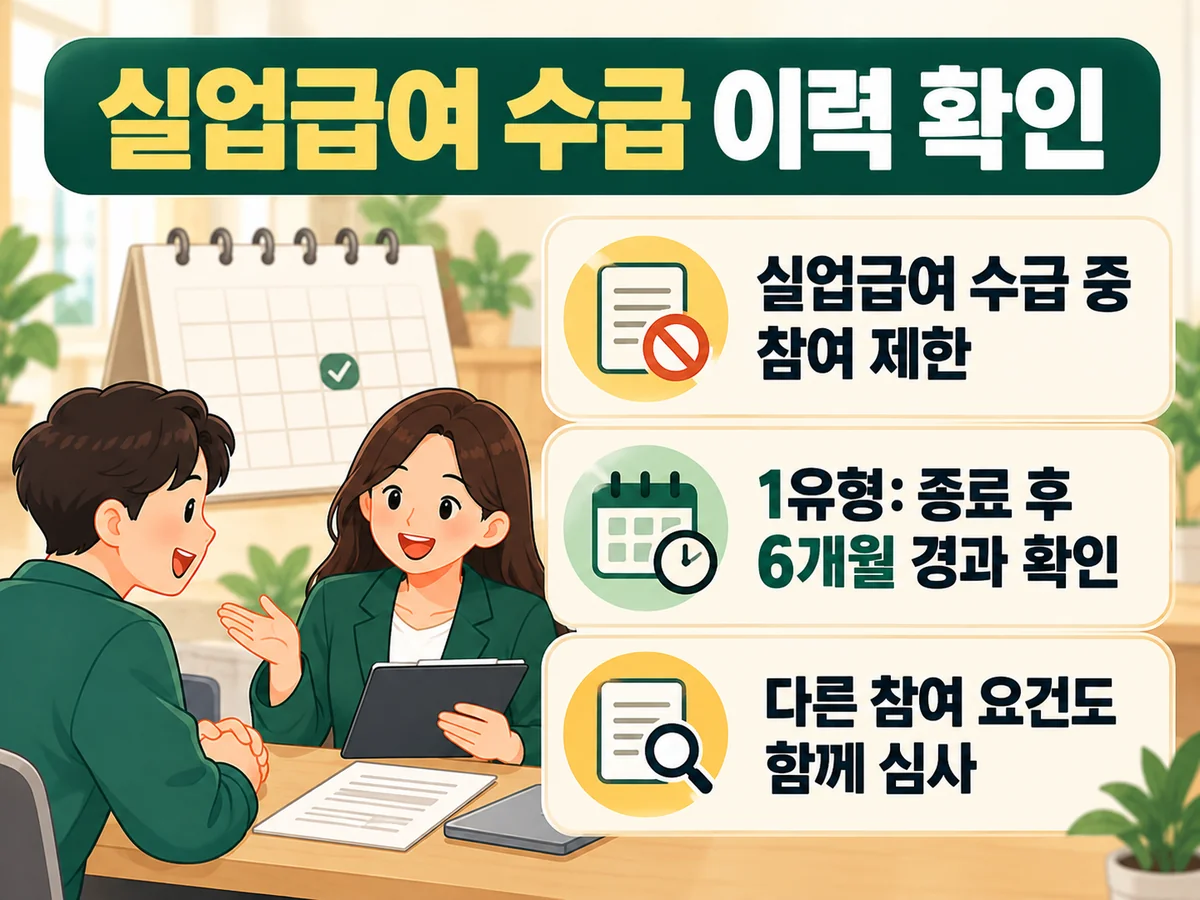 실업급여 수급 이력 확인
실업급여 수급 중
참여 제한
1유형: 종료 후
6개월 경과 확인
다른 참여 요건도
함께 심사